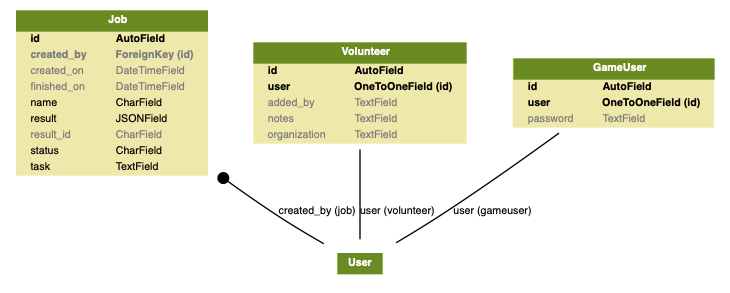 Job
id AutoField
created_by ForeignKey (id)
created_on DateTimeField
finished_on DateTimeField
name CharField
result JSONField
result_id CharField
status CharField
task TextField
Volunteer
id AutoField
user OneToOneField (id)
added_by TextField
notes TextField
organization TextField
GameUser
id AutoField
user OneToOneField (id)
password TextField
created_by (job)
user (volunteer)
user (gameuser)
User